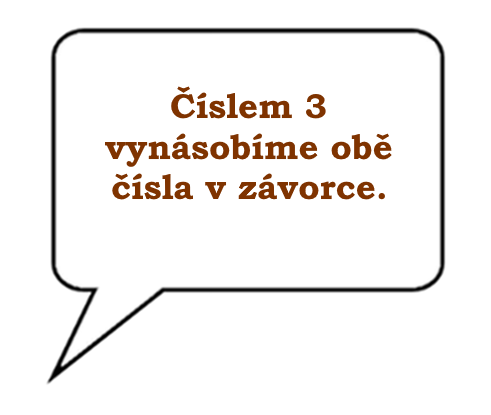 Číslem 3
vynásobíme obě
čísla v závorce.